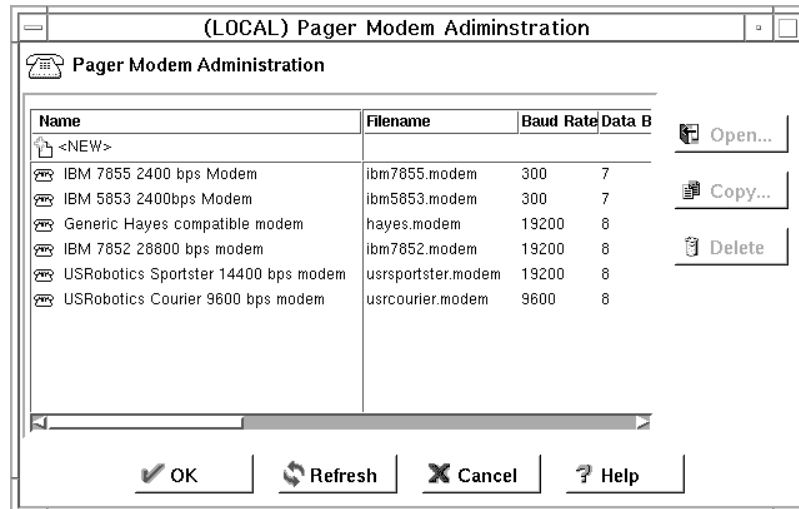 (LOCAL) Pager Modem Adiminstration
Pager Modem Administration
Name Filename Baud Rate Data B
<NEW>
IBM 7855 2400 bps Modem ibm7855.modem 300 7
IBM 5853 2400bps Modem ibm5853.modem 300 7
Generic Hayes compatible modem hayes.modem 19200 8
IBM 7852 28800 bps modem ibm7852.modem 19200 8
USRobotics Sportster 14400 bps modem usrsportster.modem 19200 8
USRobotics Courier 9600 bps modem usrcourier.modem 9600 8
Open...
Copy...
Delete
OK Refresh Cancel Help